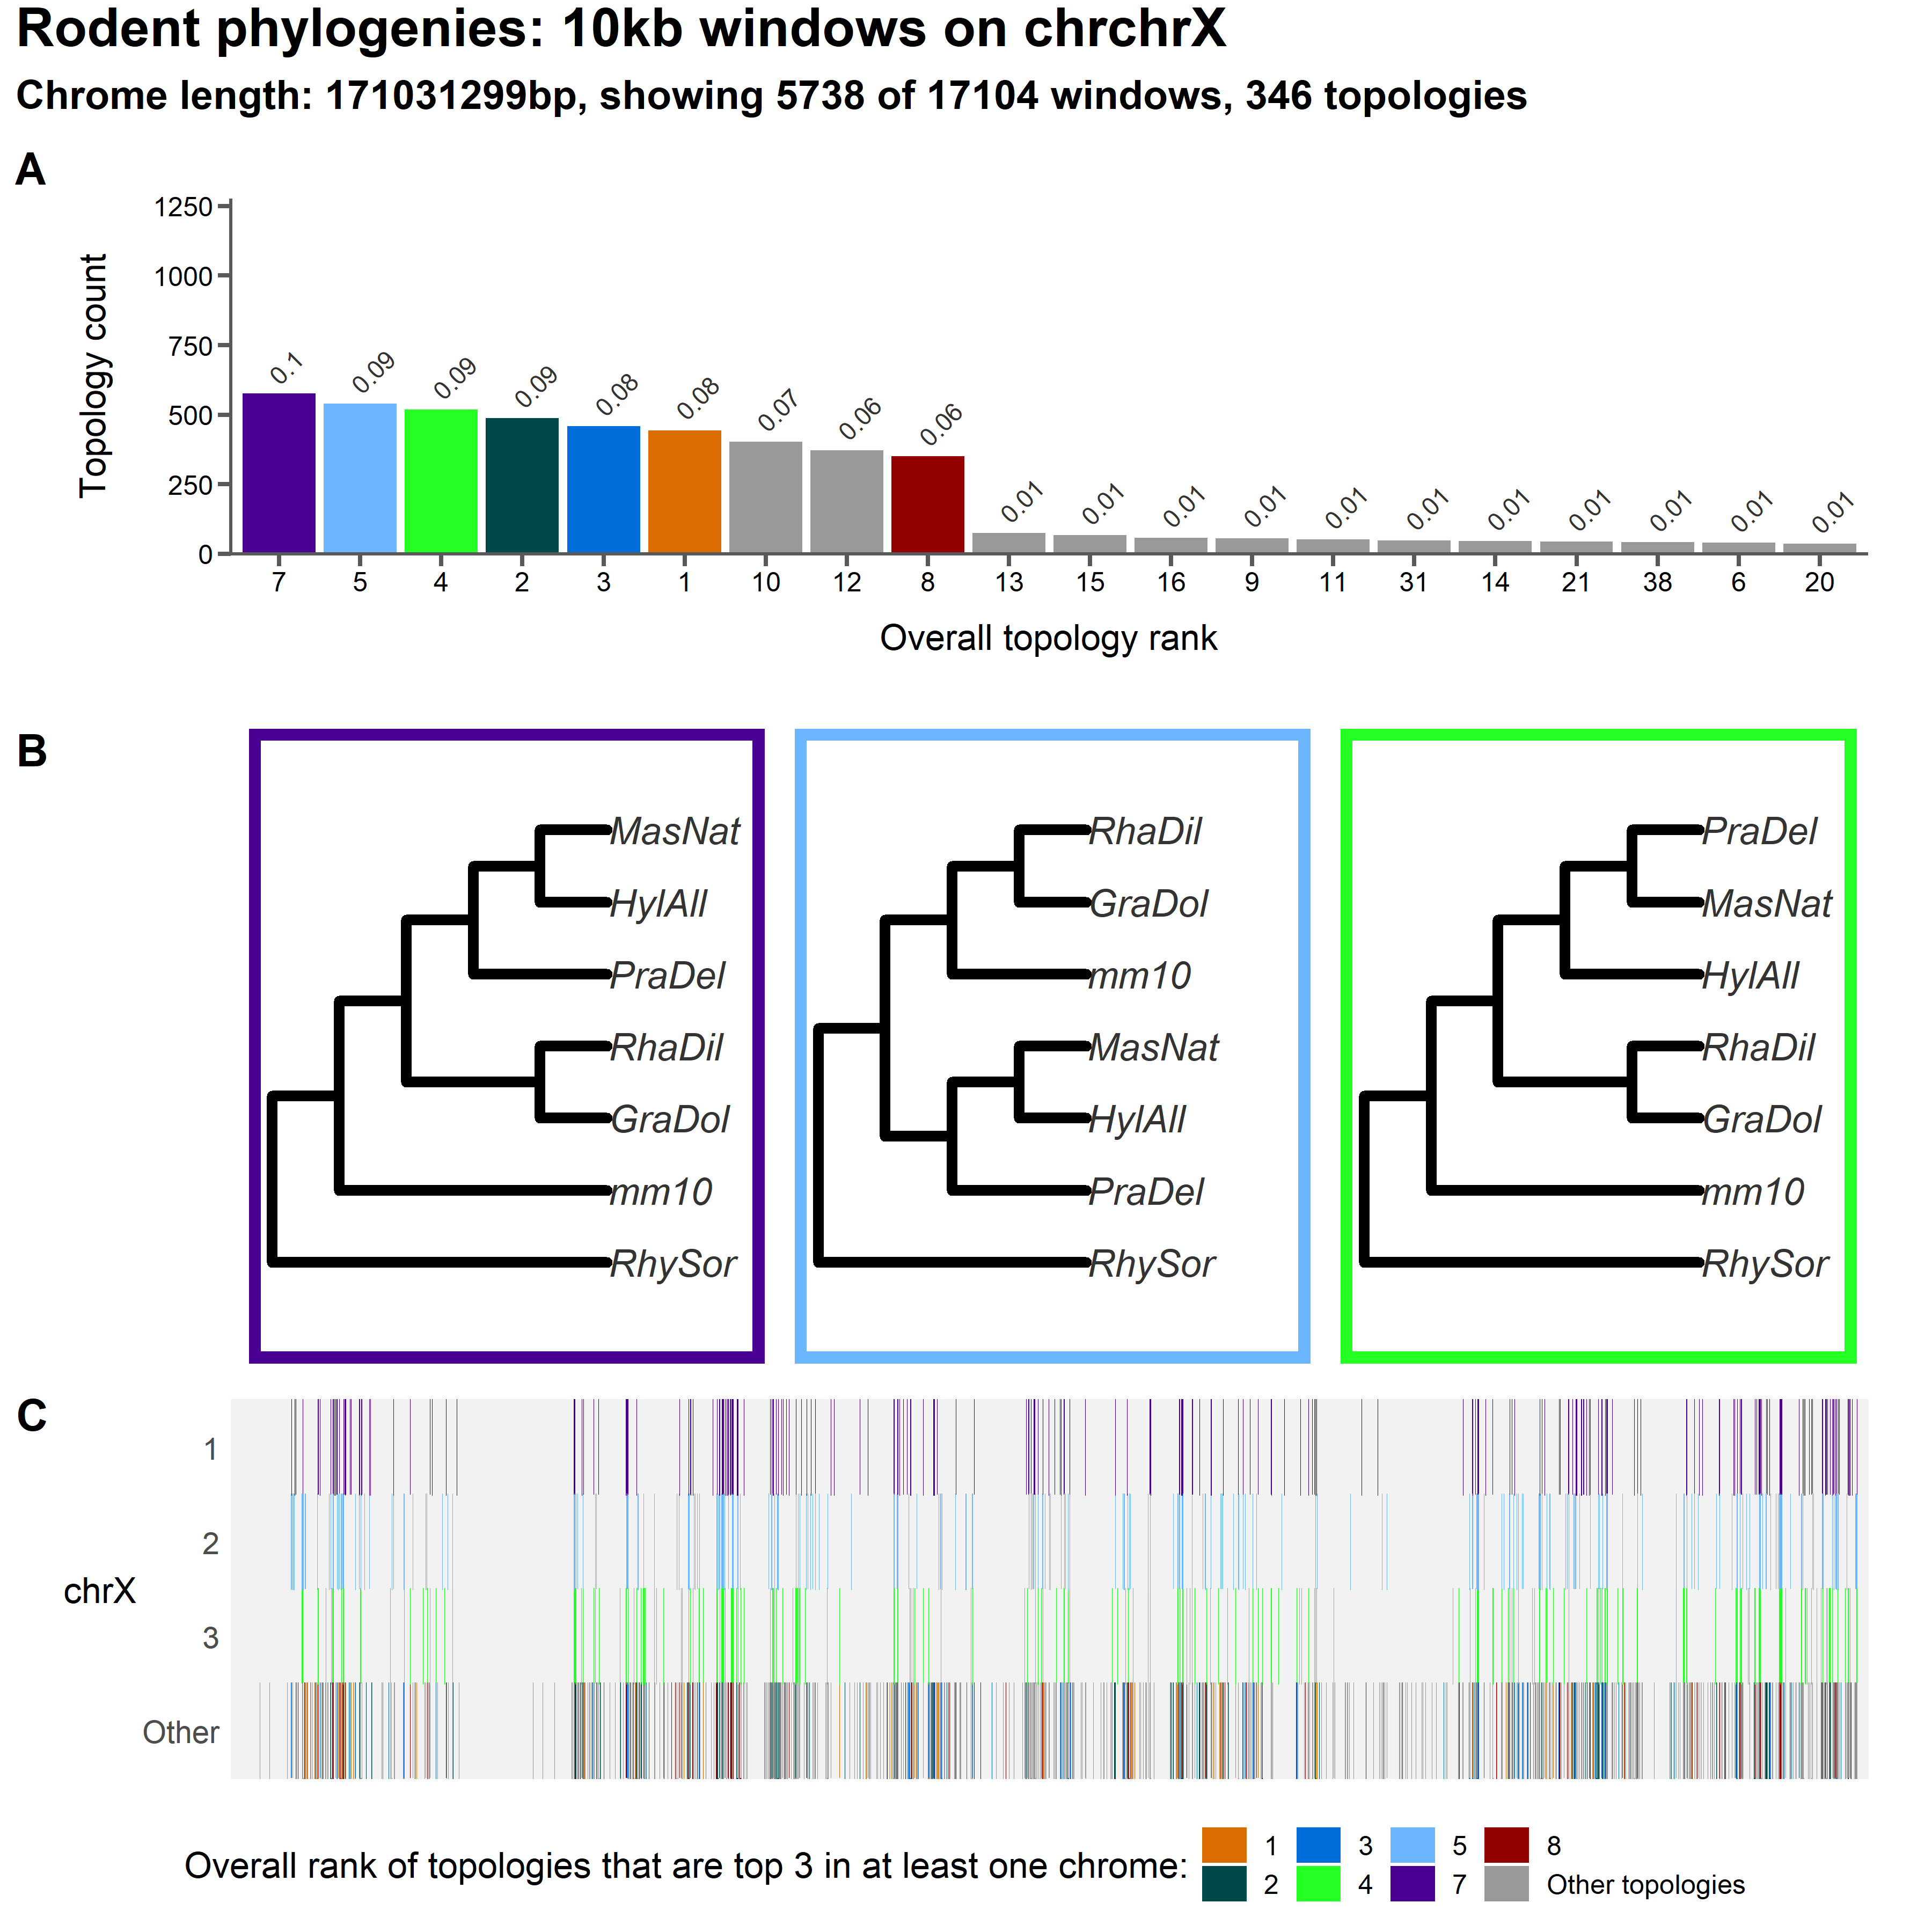 Rodent phylogenies: 10kb windows on chrchrX
Chrome length: 171031299bp, showing 5738 of 17104 windows, 346 topologies
A
Topology count
1250
1000
750
500
250
0
0.1 0.09 0.09 0.09 0.08 0.08 0.07 0.06 0.06 0.01 0.01 0.01 0.01 0.01 0.01 0.01 0.01 0.01 0.01 0.01
7 5 4 2 3 1 10 12 8 13 15 16 9 11 31 14 21 38 6 20
Overall topology rank
B
MasNat
HylAll
PraDel
RhaDil
GraDol
mm10
RhySor
RhaDil
GraDol
mm10
MasNat
HylAll
PraDel
RhySor
PraDel
MasNat
HylAll
RhaDil
GraDol
mm10
RhySor
C
chrX
1
2
3
Other
Overall rank of topologies that are top 3 in at least one chrome:
1 3 5 8
2 4 7 Other topologies